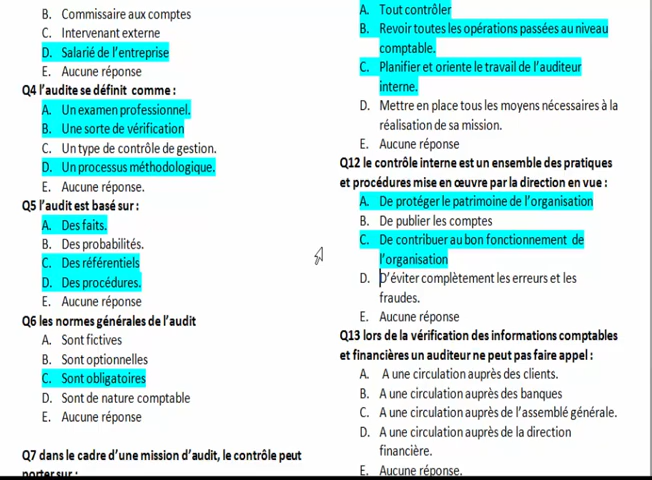 B. Commissaire aux comptes
C. Intervenant externe
D. Salarié de l'entreprise
E. Aucune réponse
Q4 l'audite se définit comme :
A. Un examen professionnel.
B. Une sorte de vérification
C. Un type de contrôle de gestion.
D. Un processus méthodologique.
E. Aucune réponse.
Q5 l'audit est basé sur :
A. Des faits.
B. Des probabilités.
C. Des référentiels
D. Des procédures.
E. Aucune réponse
Q6 les normes générales de l'audit
A. Sont fictives
B. Sont optionnelles
C. Sont obligatoires
D. Sont de nature comptable
E. Aucune réponse
Q7 dans le cadre d'une mission d'audit, le contrôle peut
porter sur :
A. Tout contrôler
B. Revoir toutes les opérations passées au niveau
comptable.
C. Planifier et oriente le travail de l'auditeur
interne.
D. Mettre en place tous les moyens nécessaires à la
réalisation de sa mission.
E. Aucune réponse
Q12 le contrôle interne est un ensemble des pratiques
et procédures mise en œuvre par la direction en vue :
A. De protéger le patrimoine de l'organisation
B. De publier les comptes
C. De contribuer au bon fonctionnement de
l'organisation
D. D'éviter complètement les erreurs et les
fraudes.
E. Aucune réponse
Q13 lors de la vérification des informations comptables
et financières un auditeur ne peut pas faire appel :
A. A une circulation auprès des clients.
B. A une circulation auprès des banques
C. A une circulation auprès de l'assemblé générale.
D. A une circulation auprès de la direction
financière.
E. Aucune réponse.